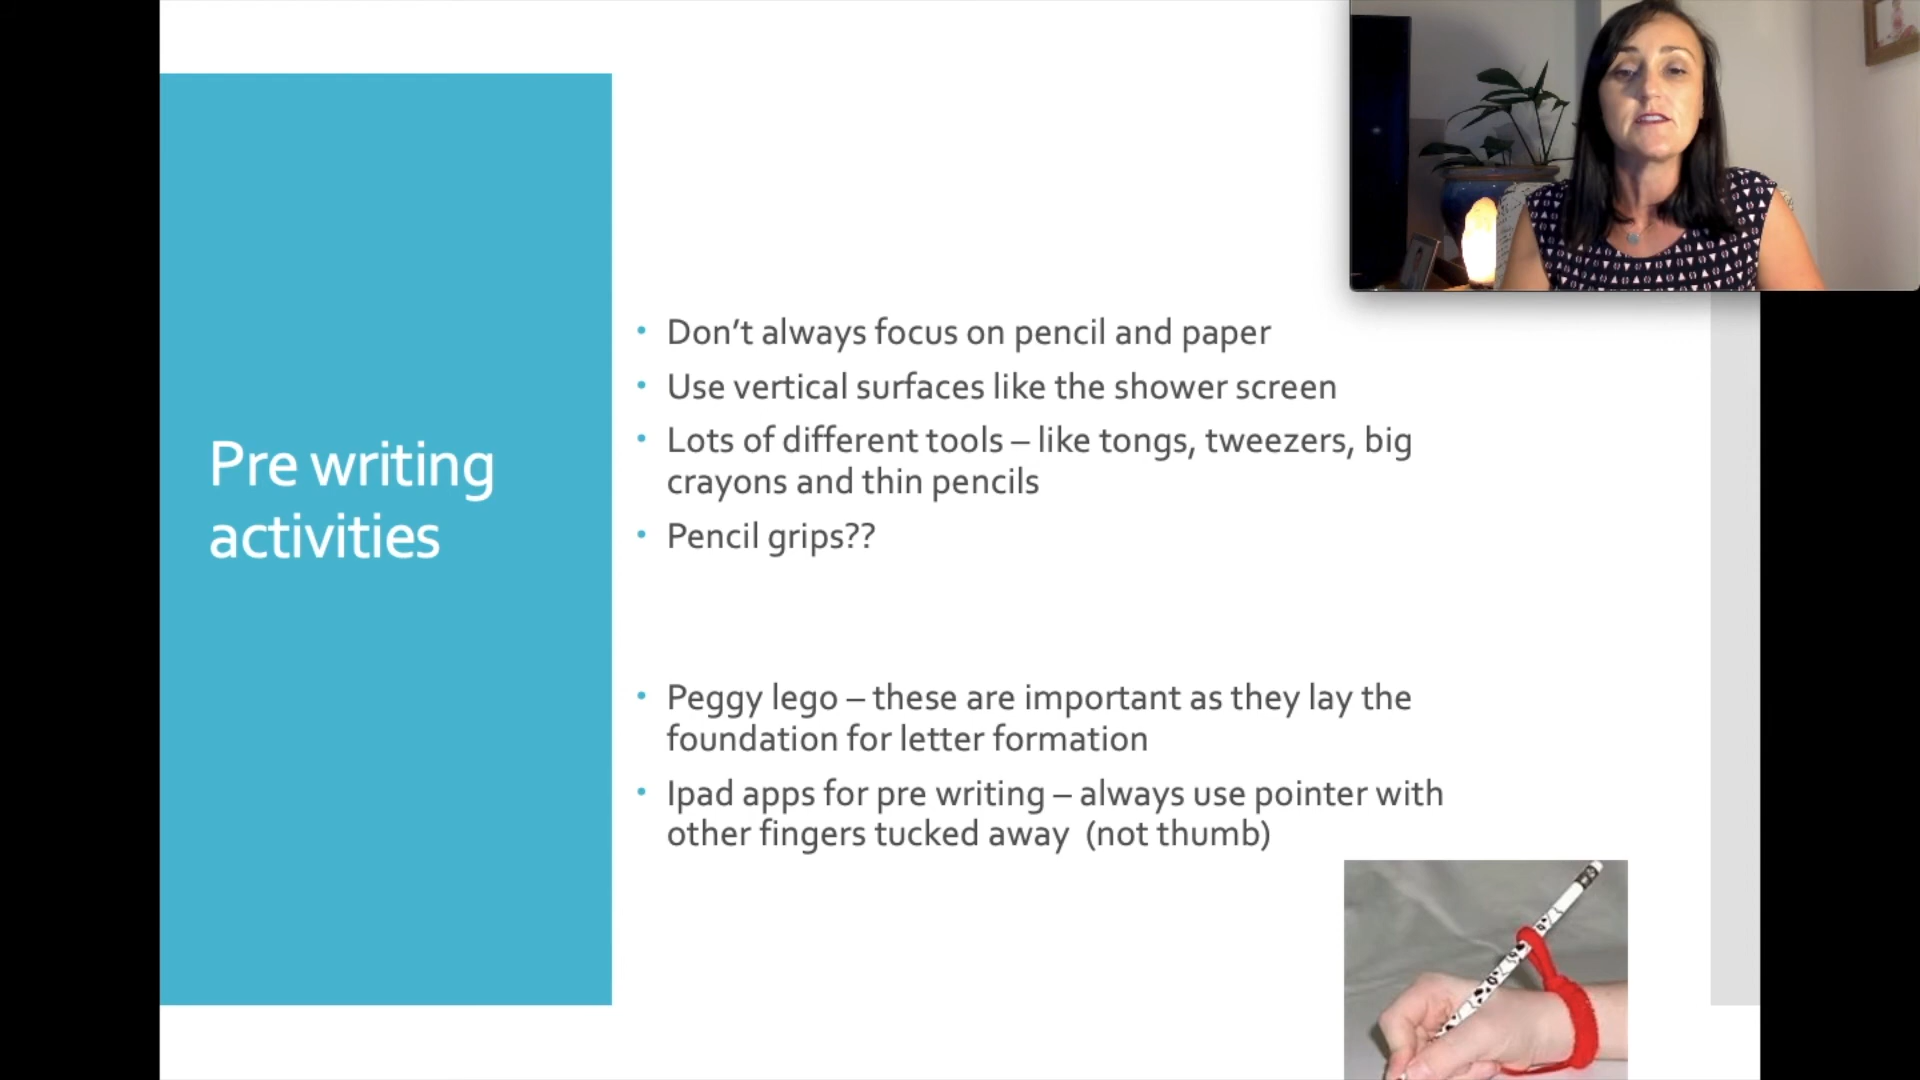 Pre writing
activities
• Don’t always focus on pencil and paper
• Use vertical surfaces like the shower screen
• Lots of different tools – like tongs, tweezers, big
crayons and thin pencils
• Pencil grips??
• Peggy lego – these are important as they lay the
foundation for letter formation
• Ipad apps for pre writing – always use pointer with
other fingers tucked away (not thumb)